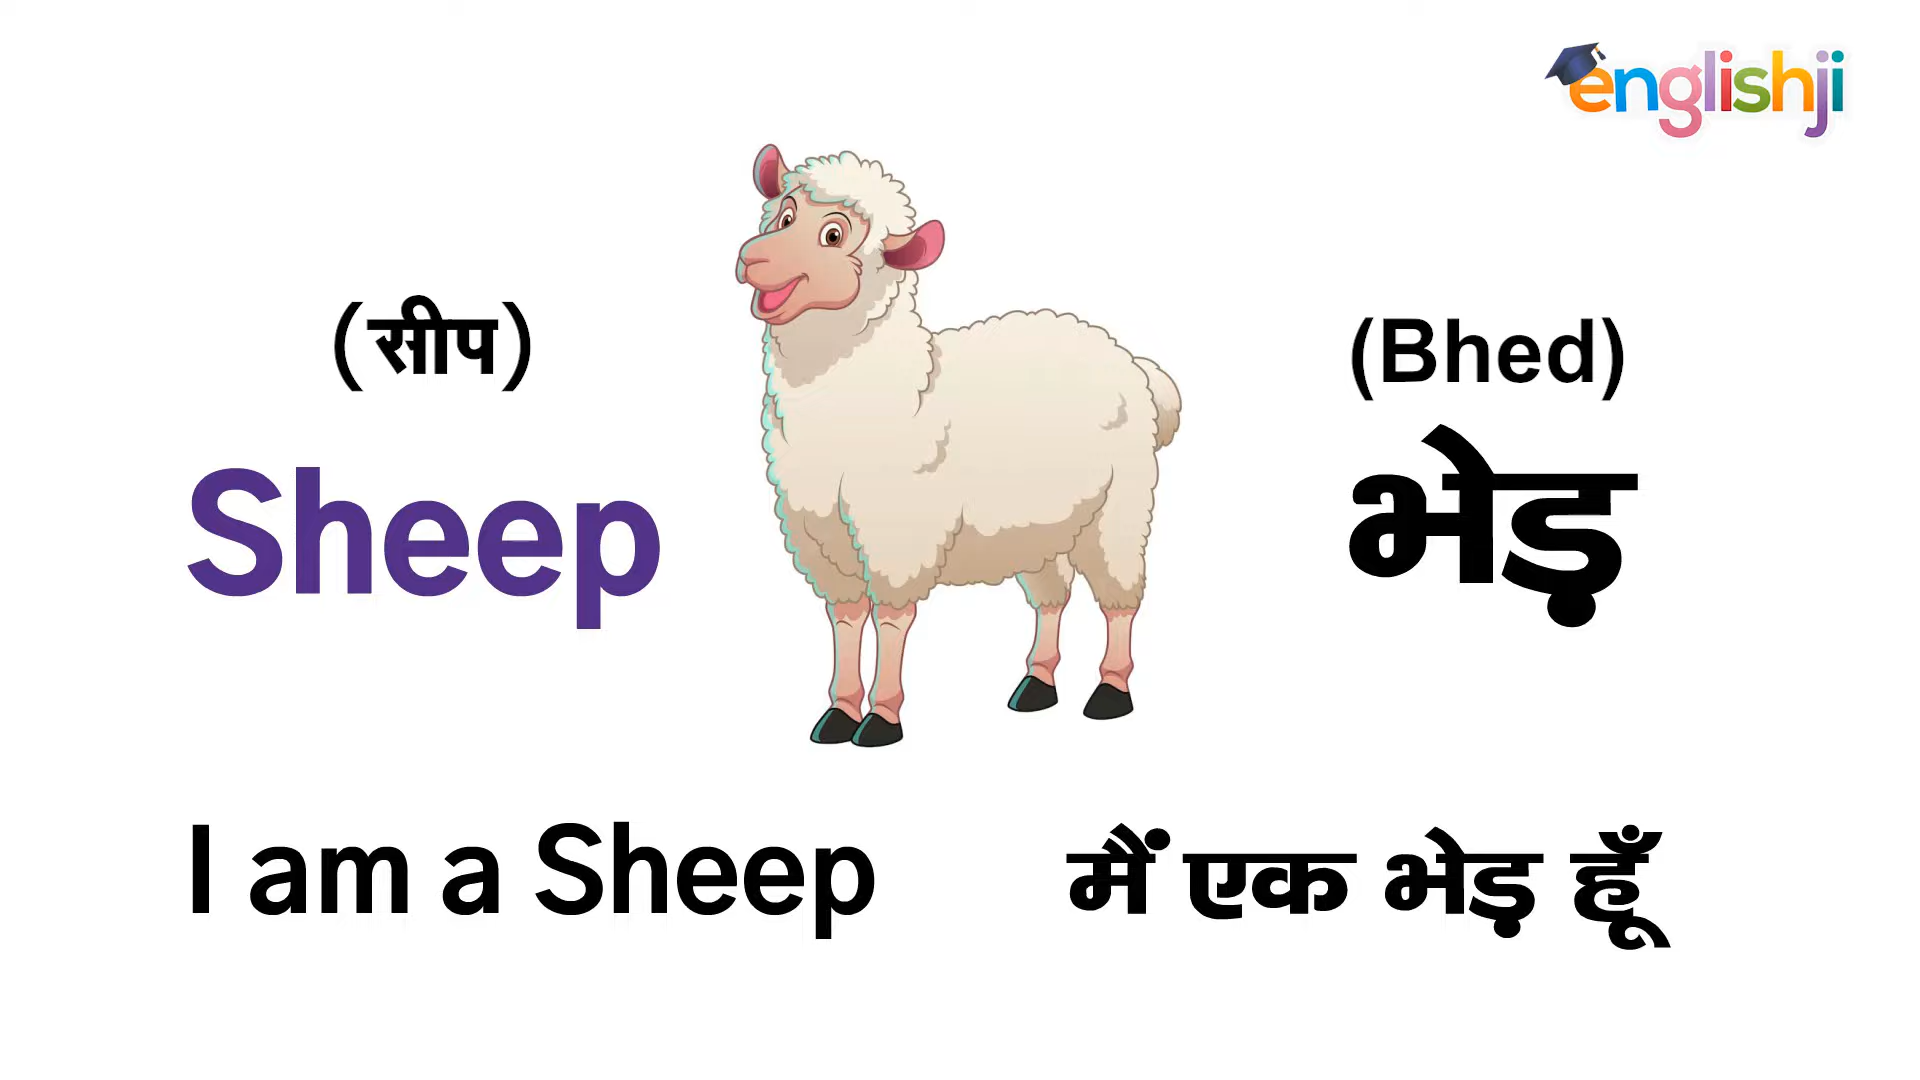 englishji
(सीप)
Sheep
(Bhed)
भेड़
I am a Sheep
मैं एक भेड़ हूँ